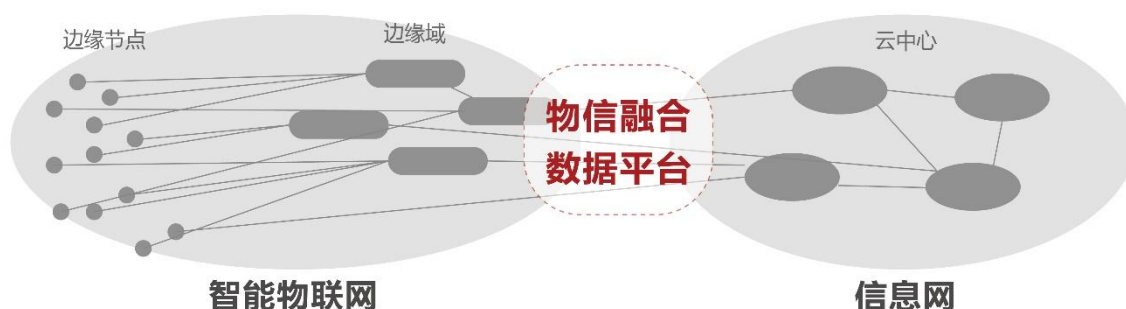 边缘节点
边缘域
云中心
物信融合
数据平台
智能物联网
信息网